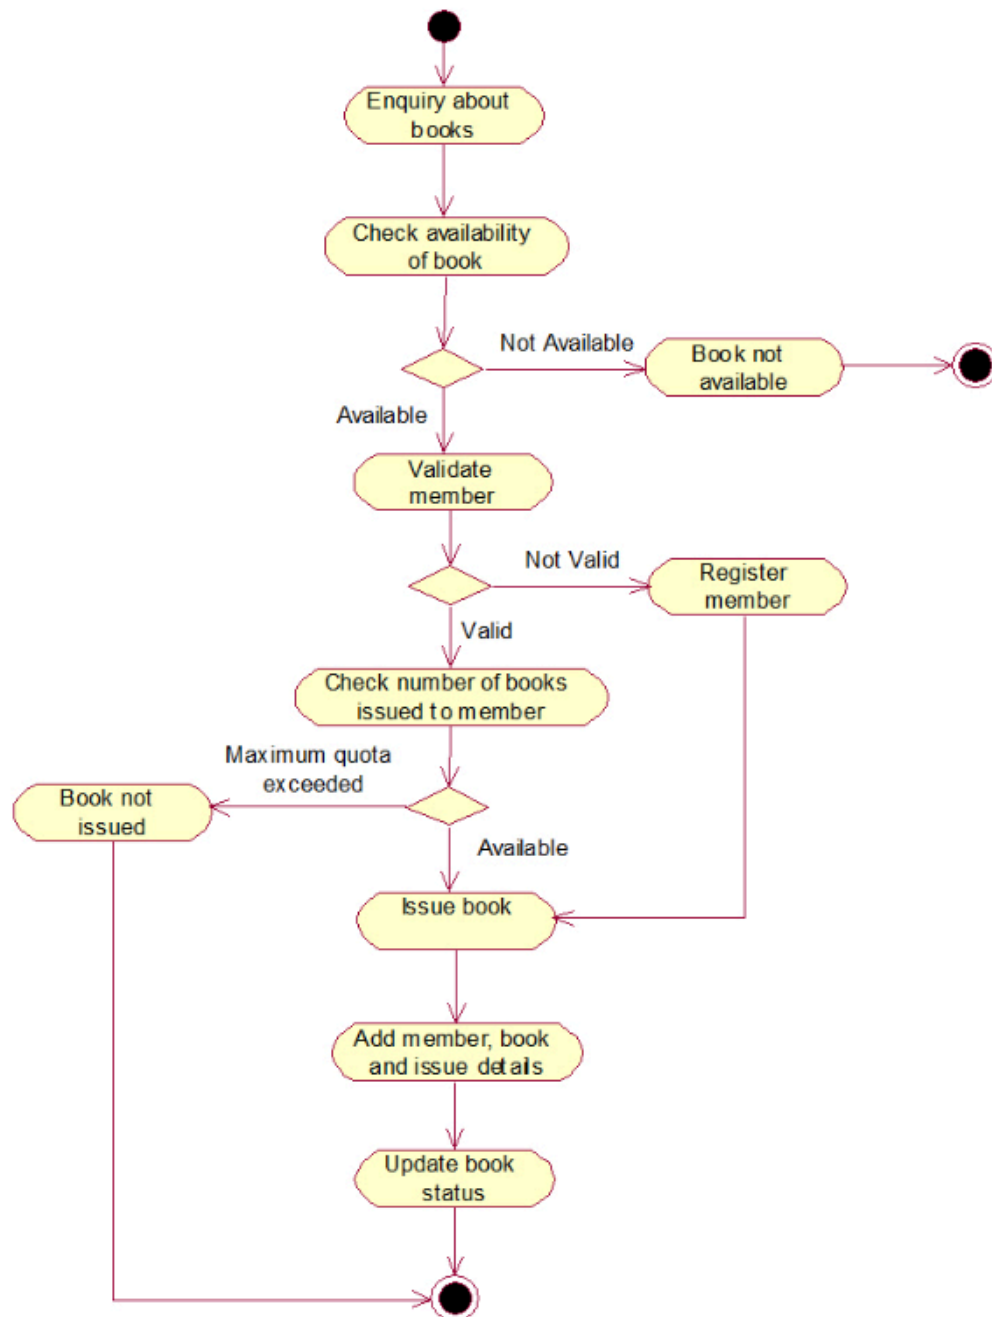 Enquiry about
books
Check availability
of book
Not Available
Book not
available
Available
Validate
member
Not Valid
Register
member
Valid
Check number of books
issued to member
Maximum quota
exceeded
Book not
issued
Available
Issue book
Add member, book
and issue details
Update book
status